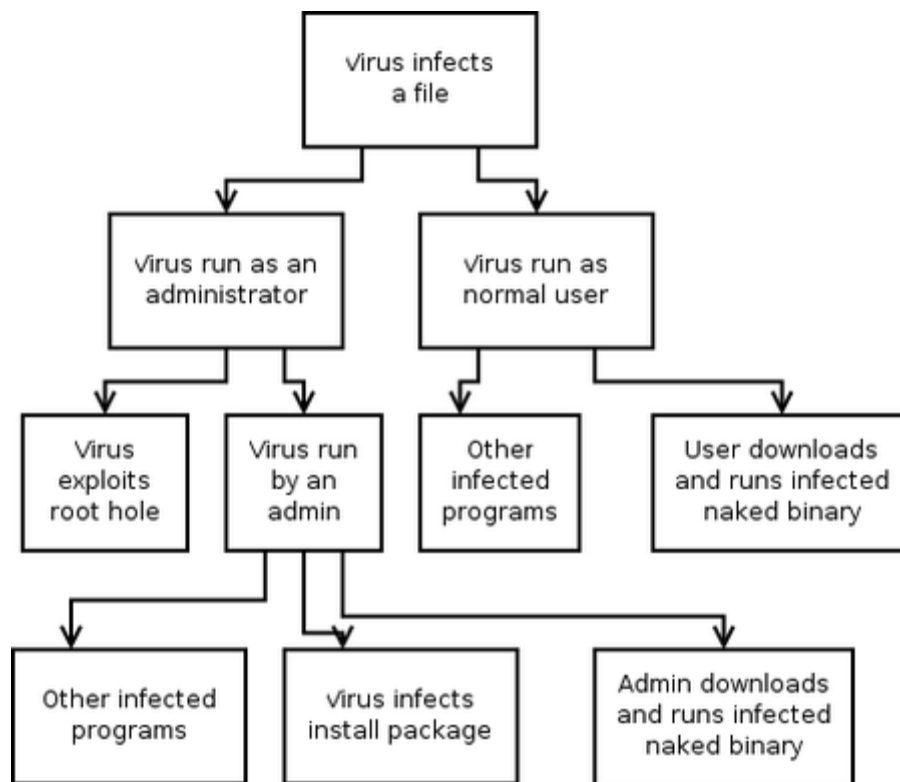 Virus infects
a file
Virus run as an
administrator
Virus run as
normal user
Virus
exploits
root hole
Virus run
by an
admin
Other
infected
programs
User downloads
and runs infected
naked binary
Other infected
programs
Virus infects
install package
Admin downloads
and runs infected
naked binary